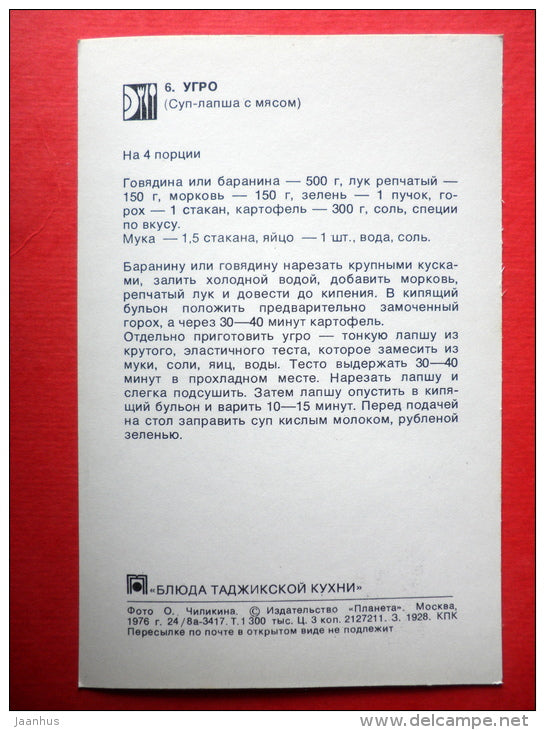 6. УГРО
(Суп-лапша с мясом)
На 4 порции
Говядина или баранина — 500 г, лук репчатый —
150 г, морковь — 150 г, зелень — 1 пучок, го-
рох — 1 стакан, картофель — 300 г, соль, специи
по вкусу.
Мука — 1,5 стакана, яйцо — 1 шт., вода, соль.
Баранину или говядину нарезать крупными куска-
ми, залить холодной водой, добавить морковь,
репчатый лук и довести до кипения. В кипящий
бульон положить предварительно замоченный
горох, а через 30—40 минут картофель.
Отдельно приготовить угро — тонкую лапшу из
крутого, эластичного теста, которое замесить из
муки, соли, яиц, воды. Тесто выдержать 30—40
минут в прохладном месте. Нарезать лапшу и
слегка подсушить. Затем лапшу опустить в кипя-
щий бульон и варить 10—15 минут. Перед подачей
на стол заправить суп кислым молоком, рубленой
зеленью.
«БЛЮДА ТАДЖИКСКОЙ КУХНИ»
Фото О. Чипикина. © Издательство «Планета». Москва,
1976 г. 24/8а-3417. Т. 1 300 тыс. Ц. 3 коп. 2127211. З. 1928. КПК
Пересылке по почте в открытом виде не подлежит
Jaanhus
www.delcampe.net